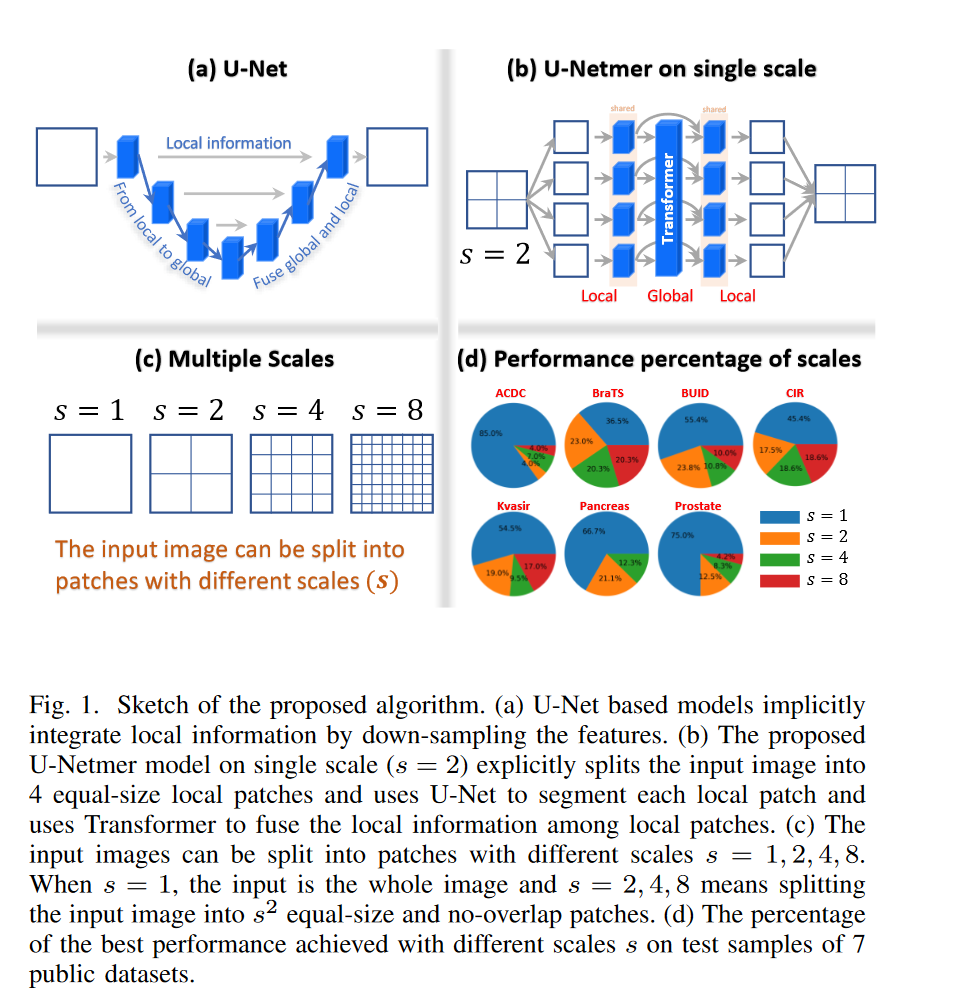 (a) U-Net
Local information
From local to global
Fuse global and local
(b) U-Netmer on single scale
shared
shared
Transformer
s = 2
Local
Global
Local
(c) Multiple Scales
s = 1
s = 2
s = 4
s = 8
The input image can be split into
patches with different scales (s)
(d) Performance percentage of scales
ACDC
85.0%
4.0%
7.0%
4.0%
BraTS
36.5%
23.0%
20.3%
20.3%
BUID
55.4%
23.8%
10.8%
10.0%
CIR
45.4%
17.5%
18.6%
18.6%
Kvasir
54.5%
19.0%
9.5%
17.0%
Pancreas
66.7%
21.1%
12.3%
Prostate
75.0%
12.5%
8.3%
4.2%
s = 1
s = 2
s = 4
s = 8
Fig. 1. Sketch of the proposed algorithm. (a) U-Net based models implicitly
integrate local information by down-sampling the features. (b) The proposed
U-Netmer model on single scale (s = 2) explicitly splits the input image into
4 equal-size local patches and uses U-Net to segment each local patch and
uses Transformer to fuse the local information among local patches. (c) The
input images can be split into patches with different scales s = 1, 2, 4, 8.
When s = 1, the input is the whole image and s = 2, 4, 8 means splitting
the input image into s² equal-size and no-overlap patches. (d) The percentage
of the best performance achieved with different scales s on test samples of 7
public datasets.